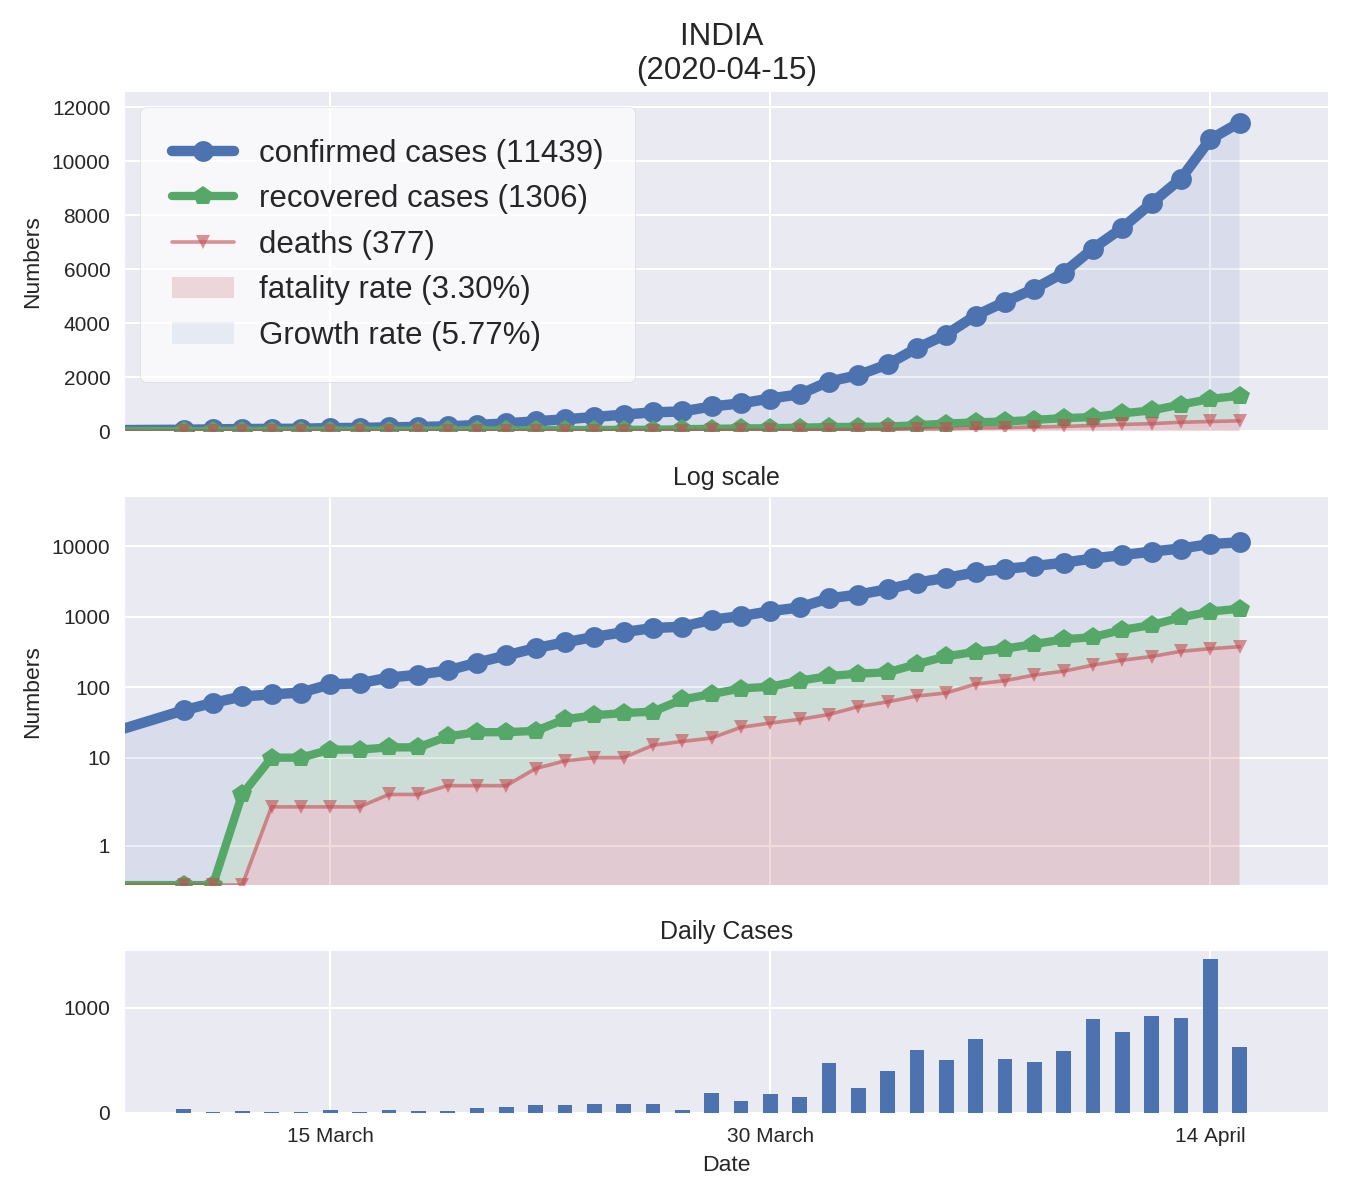 INDIA
(2020-04-15)
12000
10000
8000
6000
4000
2000
0
Numbers
confirmed cases (11439)
recovered cases (1306)
deaths (377)
fatality rate (3.30%)
Growth rate (5.77%)
Log scale
10000
1000
100
10
1
Numbers
Daily Cases
1000
0
15 March
30 March
14 April
Date